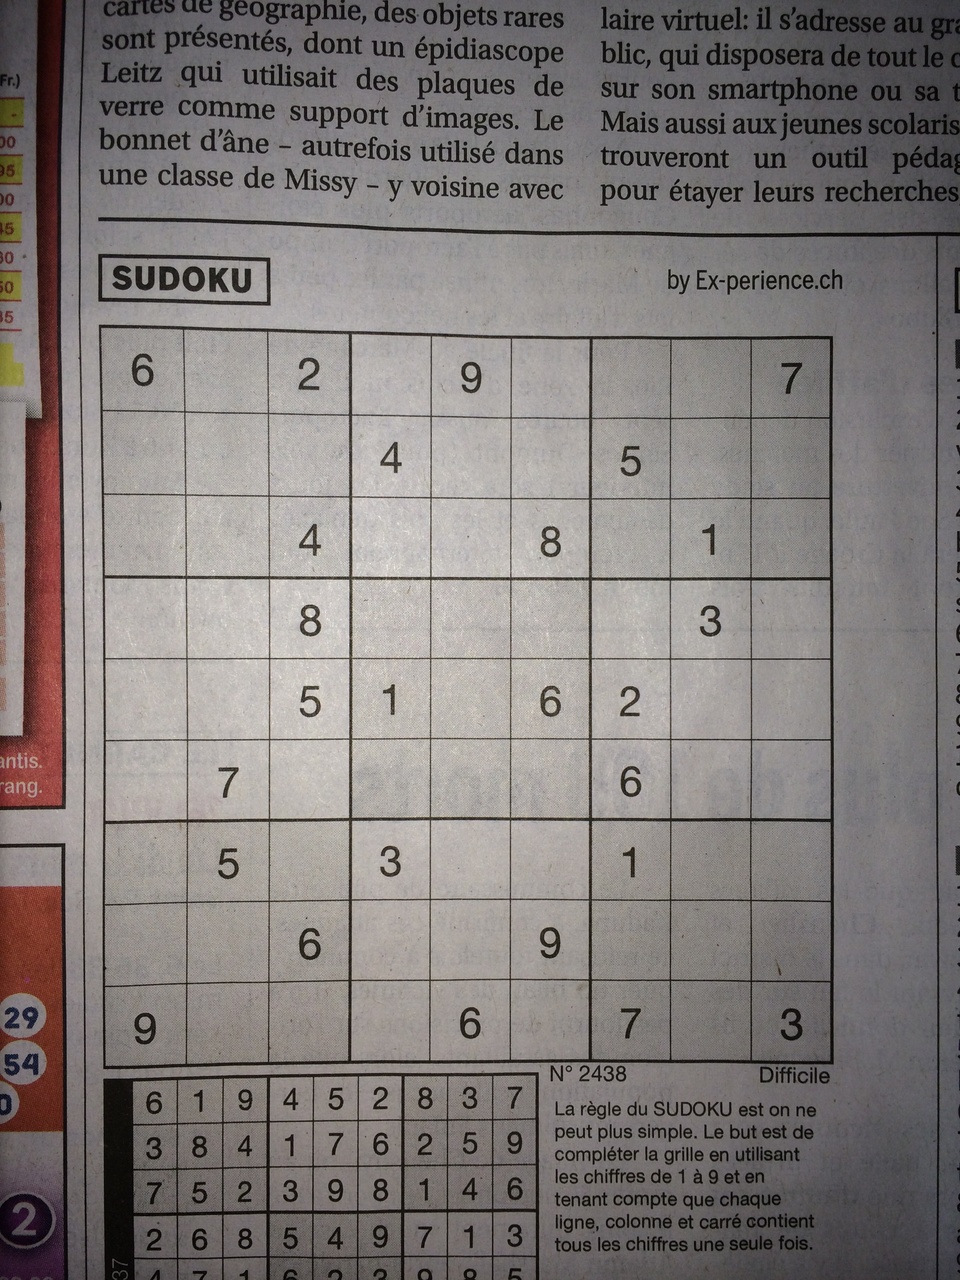 Fr.)
antis.
rang.
29
54
2
cartes de géographie, des objets rares
sont présentés, dont un épidiascope
Leitz qui utilisait des plaques de
verre comme support d'images. Le
bonnet d'âne – autrefois utilisé dans
une classe de Missy – y voisine avec
laire virtuel: il s'adresse au
blic, qui disposera de tout le
sur son smartphone ou sa
Mais aussi aux jeunes
trouveront un outil
pour étayer leurs recherches
SUDOKU
by Ex-perience.ch
6 2 9 7
4 5
4 8 1
8 3
5 1 6 2
7 6
5 3 1
6 9
9 6 7 3
N° 2438 Difficile
37
6 1 9 4 5 2 8 3 7
3 8 4 1 7 6 2 5 9
7 5 2 3 9 8 1 4 6
2 6 8 5 4 9 7 1 3
La règle du SUDOKU est on ne
peut plus simple. Le but est de
compléter la grille en utilisant
les chiffres de 1 à 9 et en
tenant compte que chaque
ligne, colonne et carré contient
tous les chiffres une seule fois.